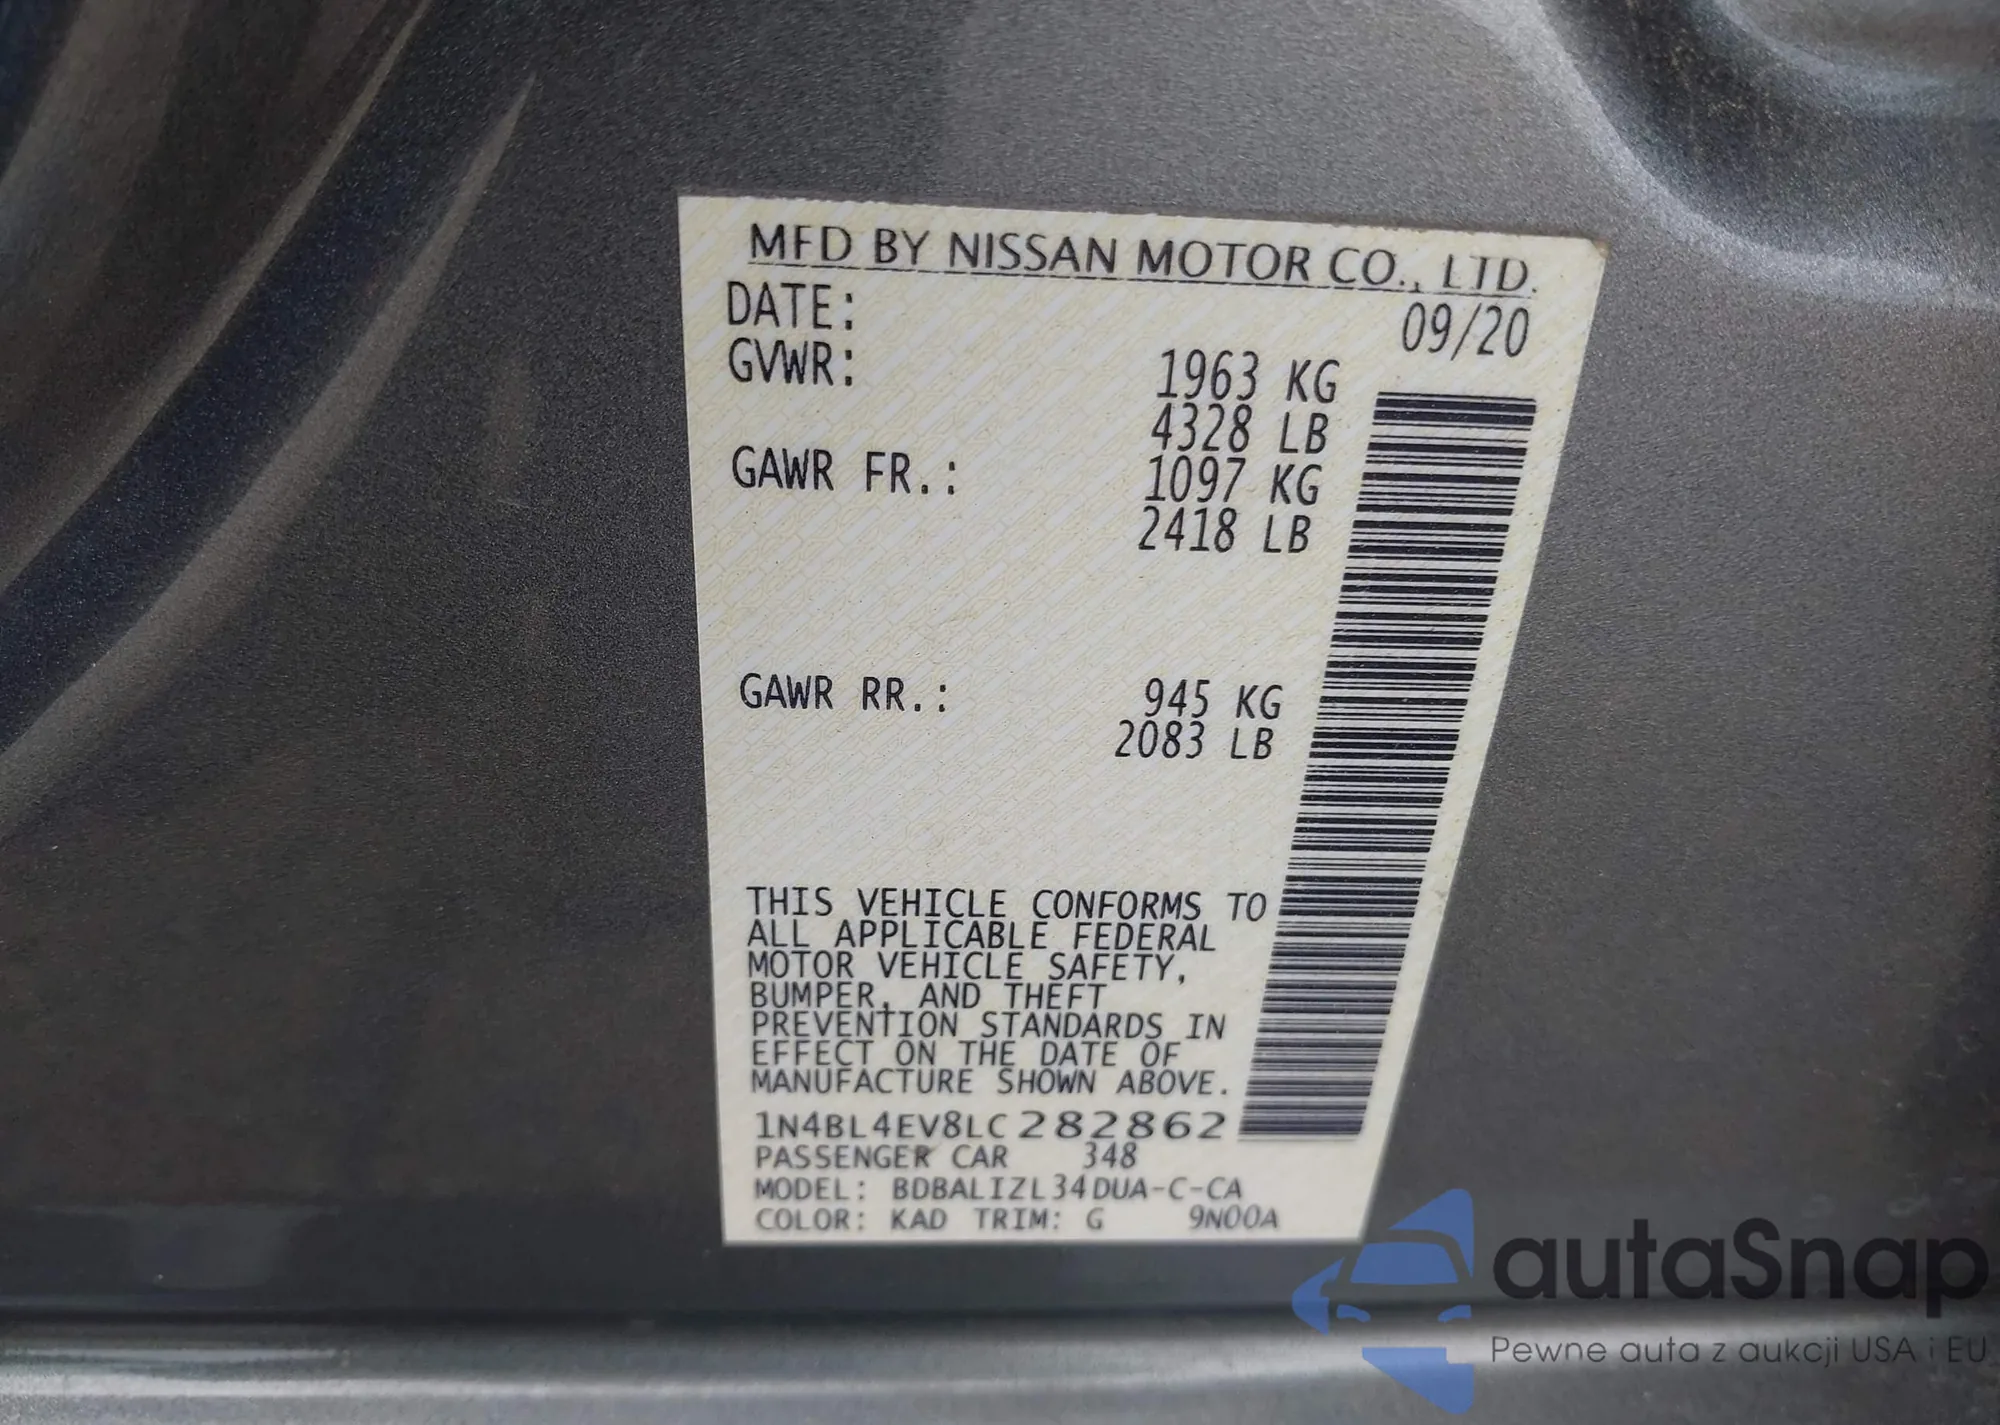 MFD BY NISSAN MOTOR CO., LTD.
DATE: 09/20
GVWR: 1963 KG
4328 LB
GAWR FR.: 1097 KG
2418 LB
GAWR RR.: 945 KG
2083 LB
THIS VEHICLE CONFORMS TO
ALL APPLICABLE FEDERAL
MOTOR VEHICLE SAFETY,
BUMPER, AND THEFT
PREVENTION STANDARDS IN
EFFECT ON THE DATE OF
MANUFACTURE SHOWN ABOVE.
1N4BL4EV8LC282862
PASSENGER CAR 348
MODEL: BDBALIZL34DUA-C-CA
COLOR: KAD TRIM: G 9N00A
autaSnap
Pewne auta z aukcji USA i EU